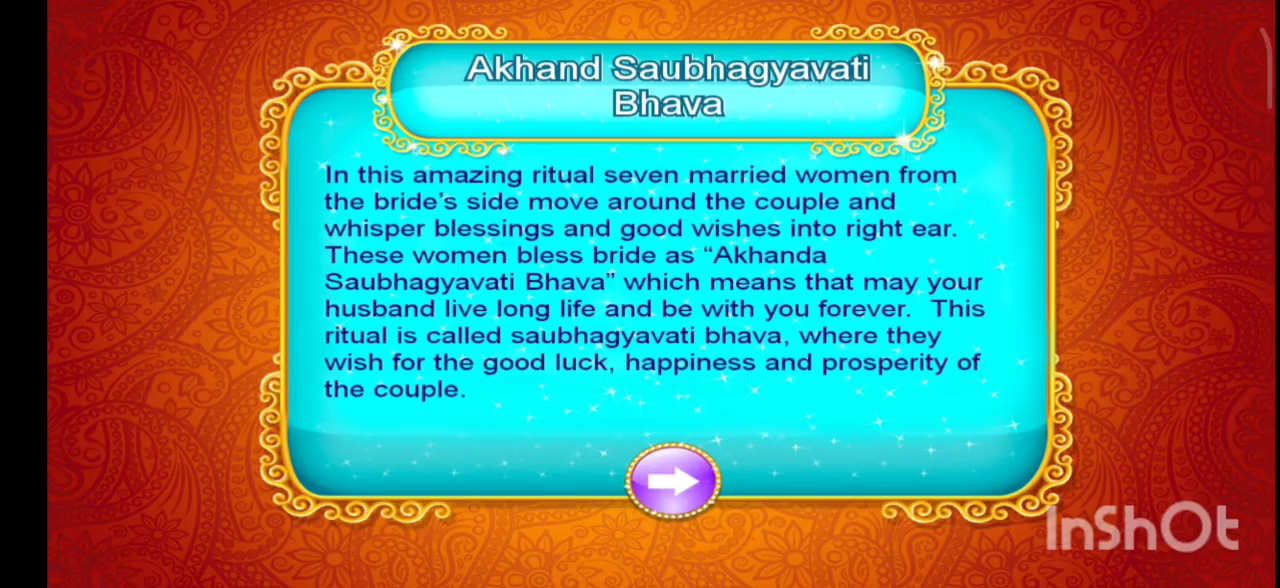 Akhand Saubhagyavati
Bhava
In this amazing ritual seven married women from
the bride's side move around the couple and
whisper blessings and good wishes into right ear.
These women bless bride as “Akhanda
Saubhagyavati Bhava” which means that may your
husband live long life and be with you forever.  This
ritual is called saubhagyavati bhava, where they
wish for the good luck, happiness and prosperity of
the couple.
InShOt